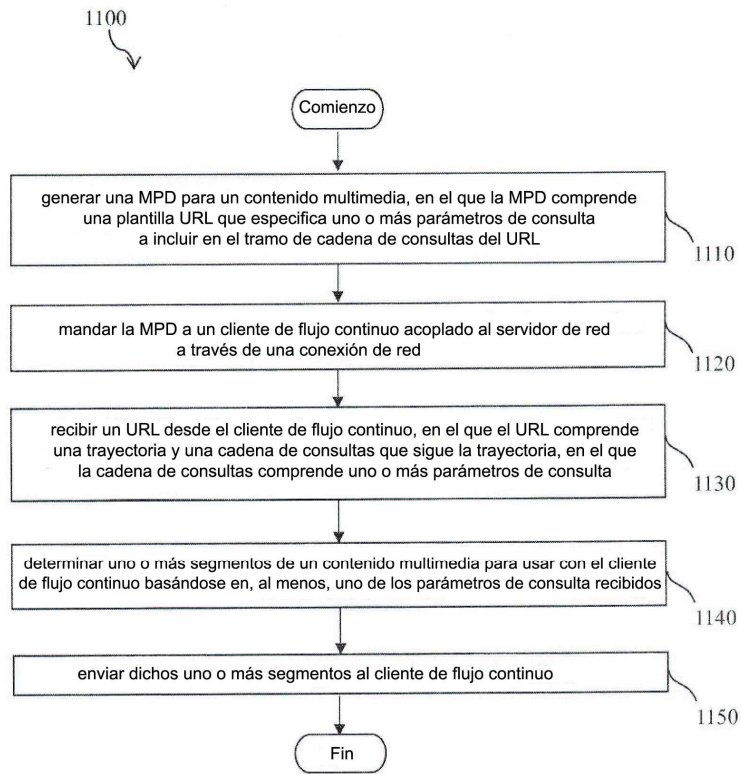 1100
Comienzo
generar una MPD para un contenido multimedia, en el que la MPD comprende
una plantilla URL que especifica uno o más parámetros de consulta
a incluir en el tramo de cadena de consultas del URL
1110
mandar la MPD a un cliente de flujo continuo acoplado al servidor de red
a través de una conexión de red
1120
recibir un URL desde el cliente de flujo continuo, en el que el URL comprende
una trayectoria y una cadena de consultas que sigue la trayectoria, en el que
la cadena de consultas comprende uno o más parámetros de consulta
1130
determinar uno o más segmentos de un contenido multimedia para usar con el cliente
de flujo continuo basándose en, al menos, uno de los parámetros de consulta recibidos
1140
enviar dichos uno o más segmentos al cliente de flujo continuo
1150
Fin